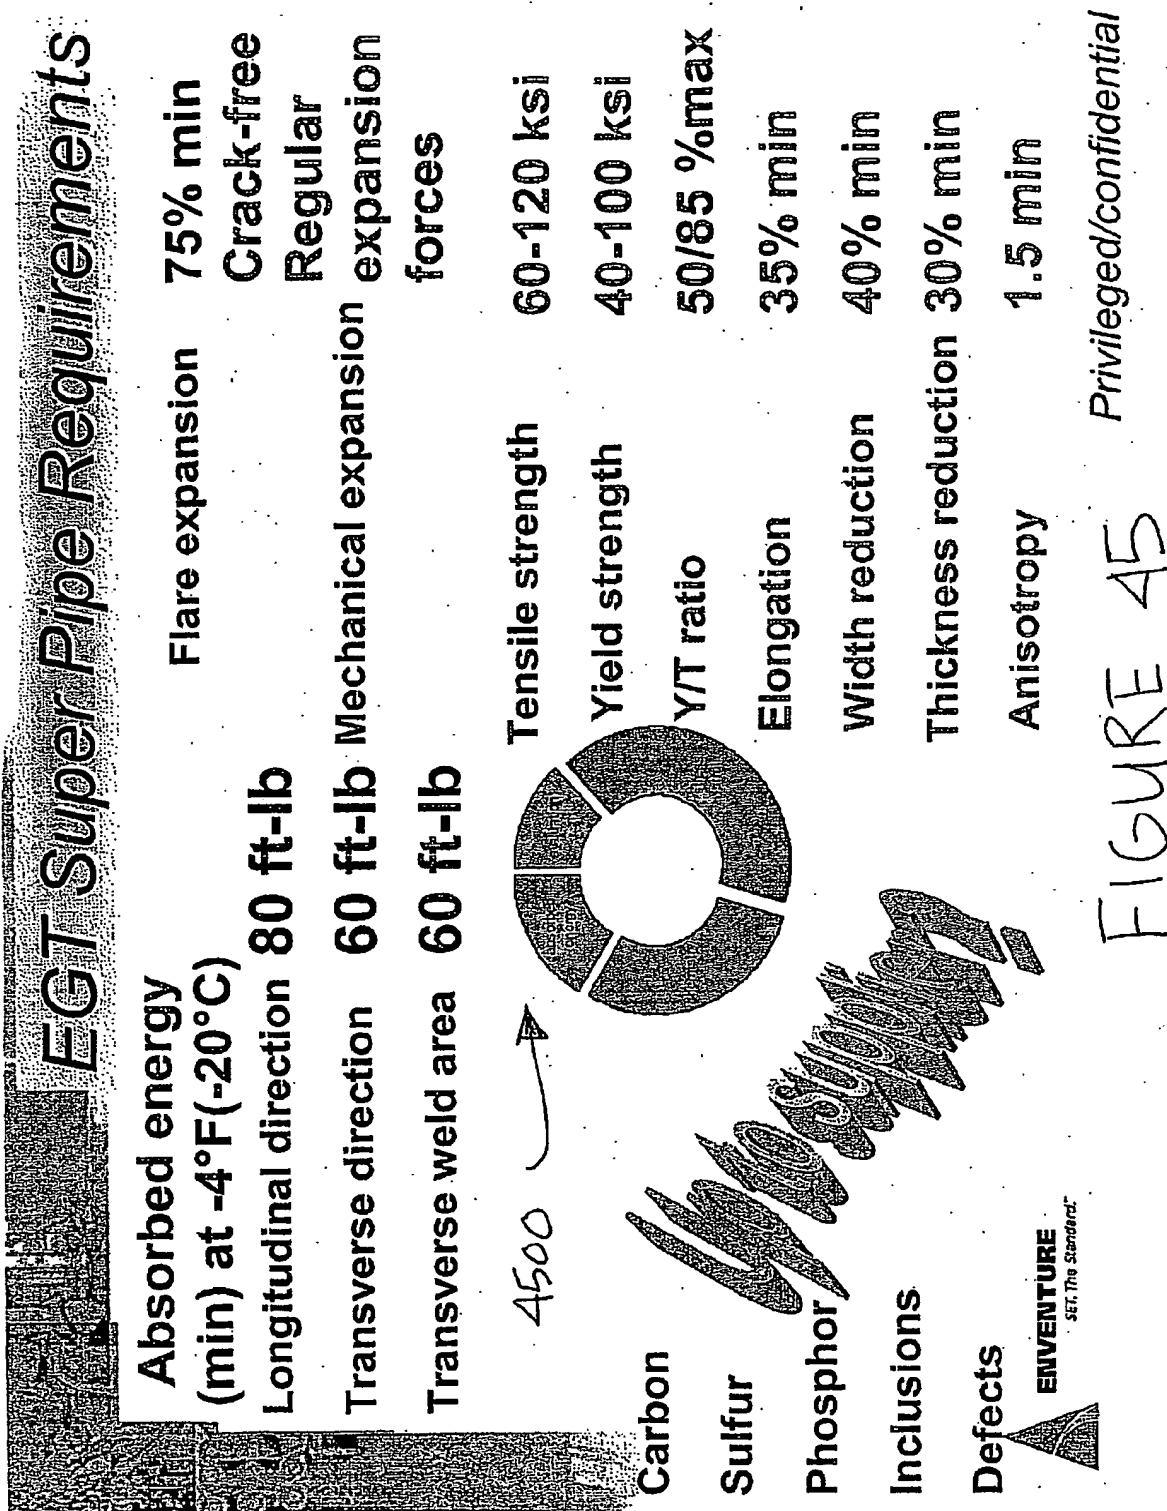 EGT Super Pipe Requirements
Absorbed energy
(min) at -4°F(-20°C)
Longitudinal direction 80 ft-lb
Transverse direction 60 ft-lb
Transverse weld area 60 ft-lb
Flare expansion 75% min
Crack-free
Mechanical expansion Regular
expansion
forces
4500
Tensile strength 60-120 ksi
Yield strength 40-100 ksi
Y/T ratio 50/85 %max
Elongation 35% min
Width reduction 40% min
Thickness reduction 30% min
Anisotropy 1.5 min
Carbon
Sulfur
Phosphor
Inclusions
Defects
ENVENTURE
SET. The Standard.™
Privileged/confidential
FIGURE 45